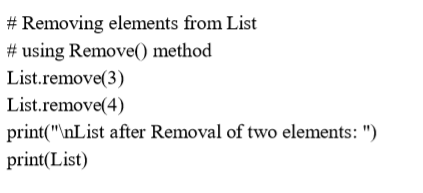 # Removing elements from List
# using Remove() method
List.remove(3)
List.remove(4)
print("\nList after Removal of two elements: ")
print(List)